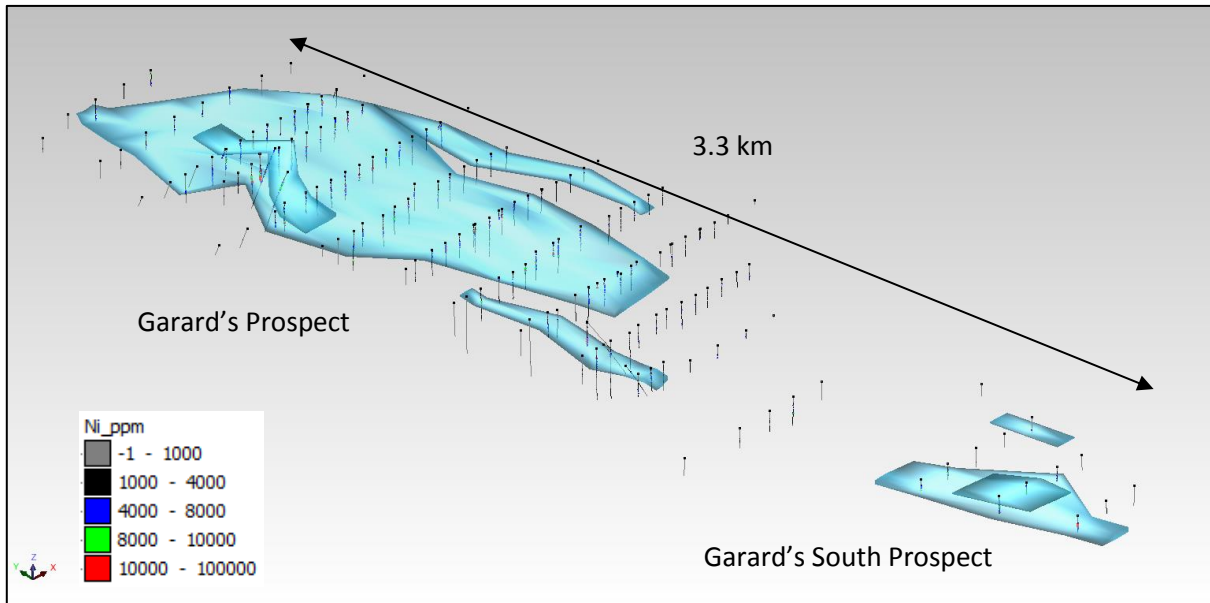 3.3 km
Garard’s Prospect
Ni_ppm
-1 - 1000
1000 - 4000
4000 - 8000
8000 - 10000
10000 - 100000
Garard’s South Prospect
Z
Y X